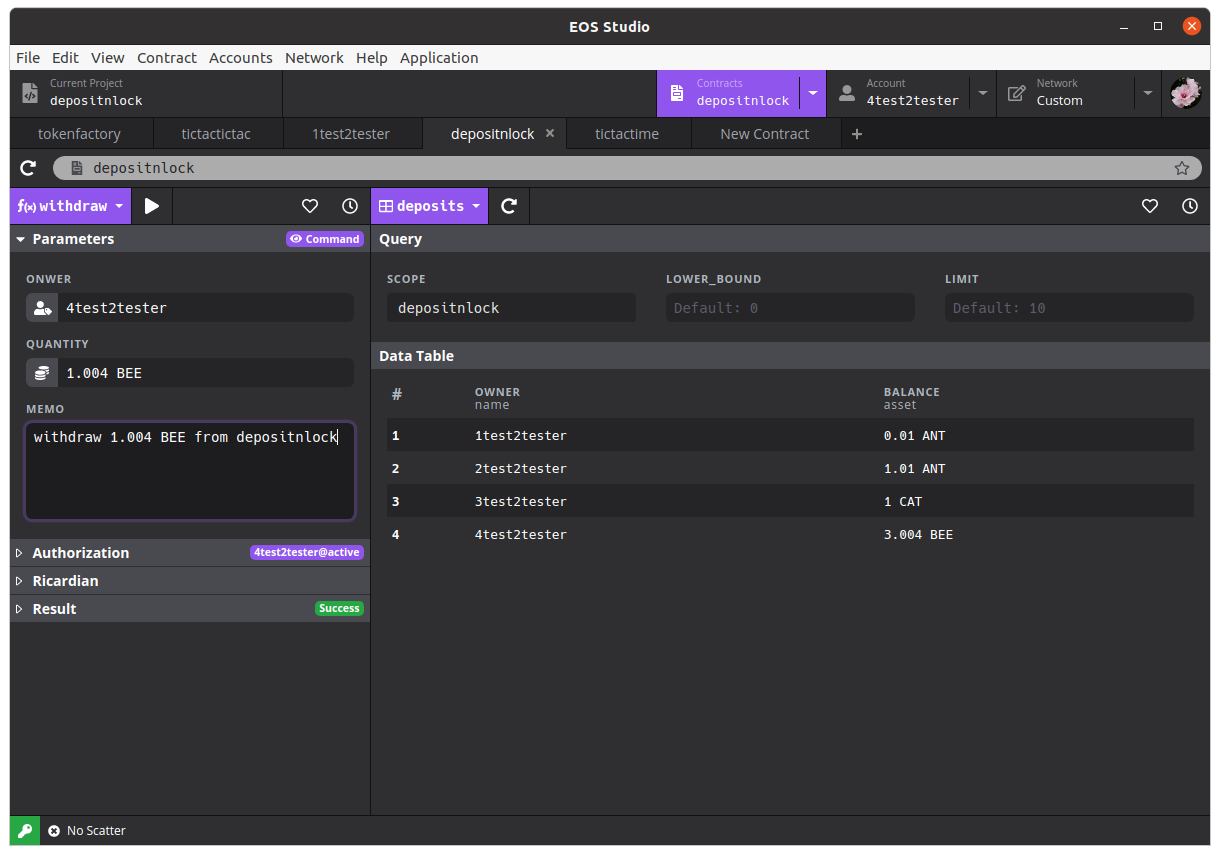 EOS Studio
File Edit View Contract Accounts Network Help Application
Current Project
depositnlock
Contracts
depositnlock
Account
4test2tester
Network
Custom
tokenfactory tictactictac 1test2tester depositnlock tictactime New Contract
depositnlock
f(x) withdraw
deposits
Parameters Command
ONWER
4test2tester
QUANTITY
1.004 BEE
MEMO
withdraw 1.004 BEE from depositnlock
Authorization 4test2tester@active
Ricardian
Result Success
Query
SCOPE LOWER_BOUND LIMIT
depositnlock Default: 0 Default: 10
Data Table
# OWNER BALANCE
name asset
1 1test2tester 0.01 ANT
2 2test2tester 1.01 ANT
3 3test2tester 1 CAT
4 4test2tester 3.004 BEE
No Scatter